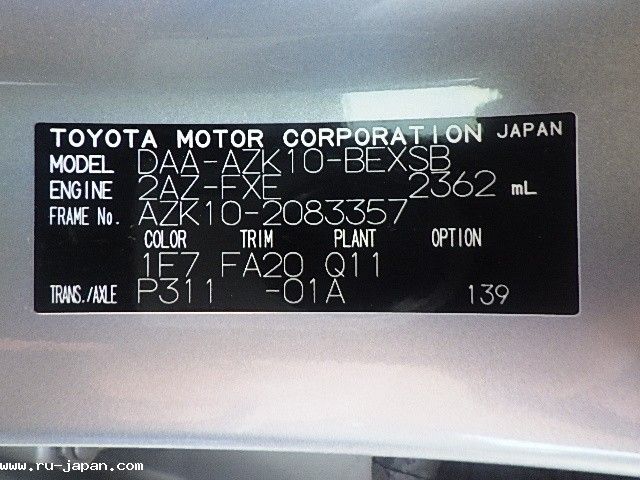 TOYOTA MOTOR CORPORATION JAPAN
MODEL DAA-AZK10-BEXSB
ENGINE 2AZ-FXE 2362 mL
FRAME No. AZK10-2083357
COLOR TRIM PLANT OPTION
1E7 FA20 Q11
TRANS./AXLE P311 -01A 139
www.ru-japan.com